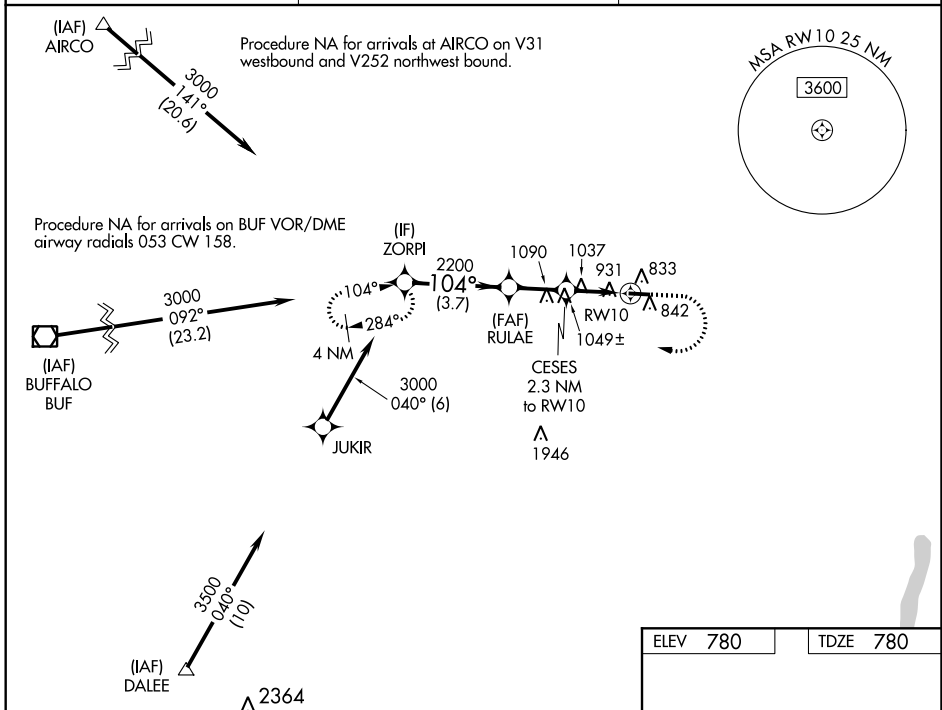 (IAF)
AIRCO
3000
141°
(20.6)
Procedure NA for arrivals at AIRCO on V31
westbound and V252 northwest bound.
MSA RW10 25 NM
3600
Procedure NA for arrivals on BUF VOR/DME
airway radials 053 CW 158.
3000
092°
(23.2)
(IAF)
BUFFALO
BUF
(IF)
ZORPI
104°
284°
4 NM
2200
104°
(3.7)
(FAF)
RULAE
1090
1037
931
833
RW10
842
1049±
CESES
2.3 NM
to RW10
1946
3000
040° (6)
JUKIR
3500
040°
(10)
(IAF)
DALEE
2364
ELEV 780
TDZE 780